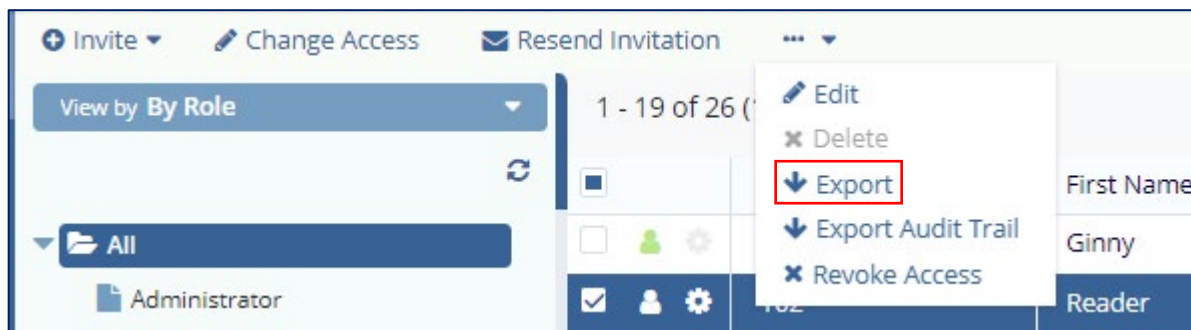 Invite Change Access Resend Invitation ...
View by By Role
1 - 19 of 26 (
Edit
Delete
Export
Export Audit Trail
Revoke Access
First Name
All
Ginny
Administrator
Reader